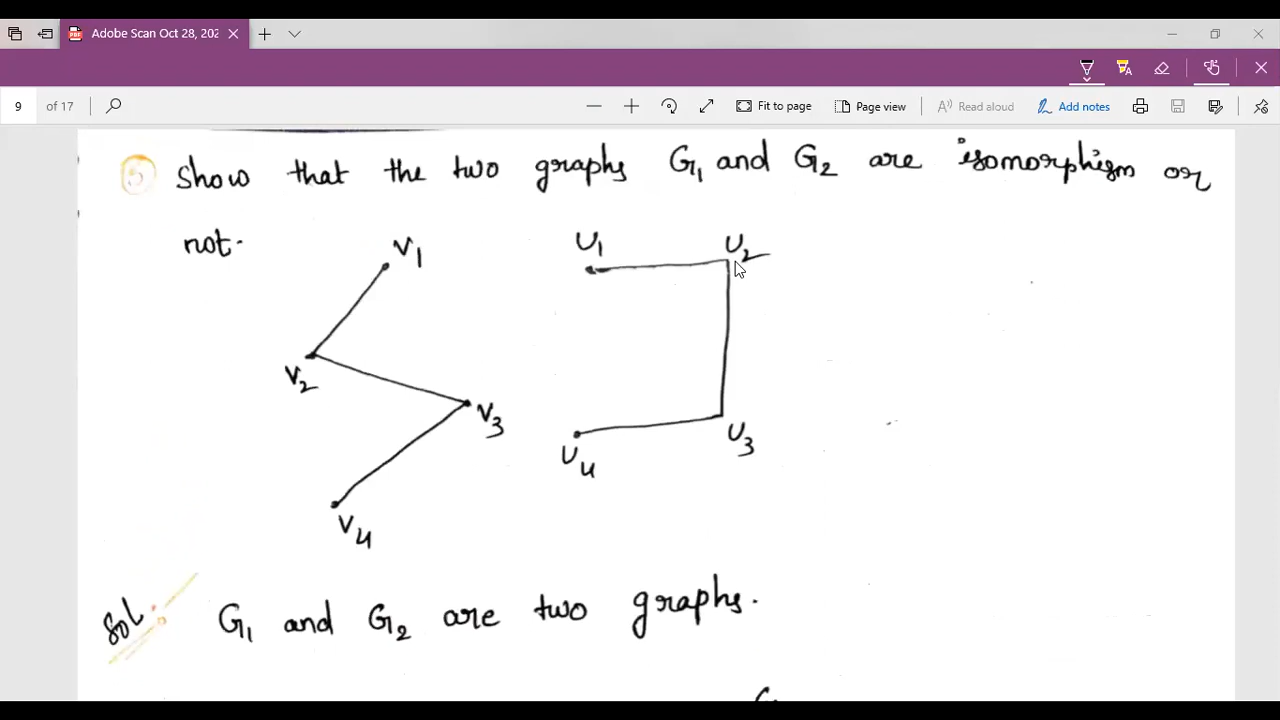 Adobe Scan Oct 28, 202
9 of 17
Fit to page
Page view
Read aloud
Add notes
5 Show that the two graphs G1 and G2 are isomorphism or
not.
V1
U1
U2
V2
V3
U3
U4
V4
Sol: G1 and G2 are two graphs.